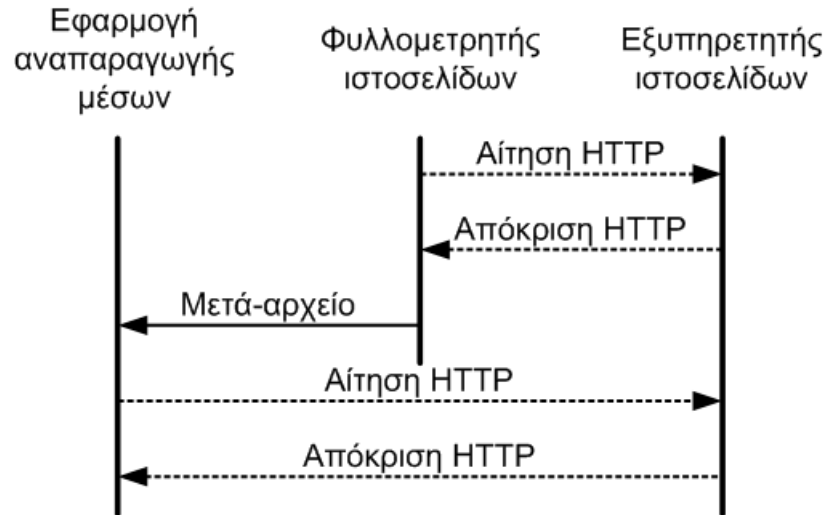 Εφαρμογή
αναπαραγωγής
μέσων
Φυλλομετρητής
ιστοσελίδων
Εξυπηρετητής
ιστοσελίδων
Αίτηση HTTP
Απόκριση HTTP
Μετά-αρχείο
Αίτηση HTTP
Απόκριση HTTP